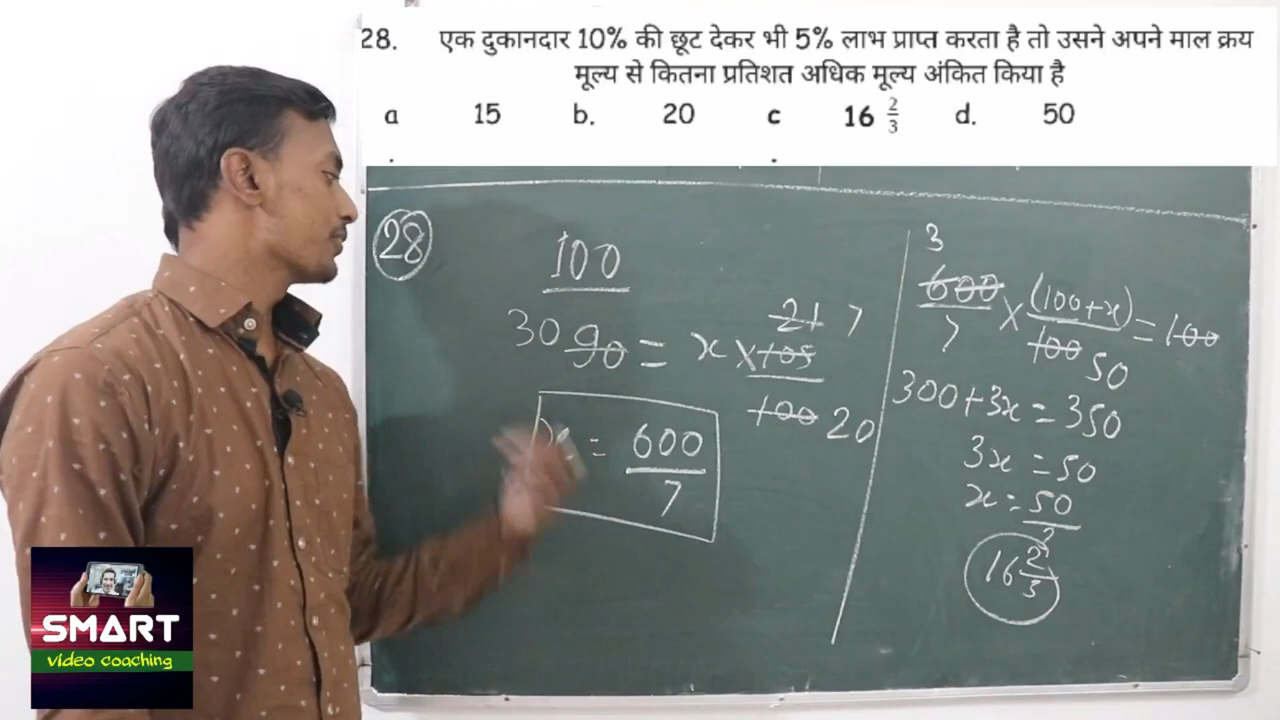 28. एक दुकानदार 10% की छूट देकर भी 5% लाभ प्राप्त करता है तो उसने अपने माल क्रय
मूल्य से कितना प्रतिशत अधिक मूल्य अंकित किया है
a. 15 b. 20 c. 16 2/3 d. 50
28
100
30 90 = x × 105/100 21 7 20
x = 600/7
3
600/7 × (100+x)/100 = 100
50
300+3x = 350
3x = 50
x = 50/3
16 2/3
SMART
video coaching